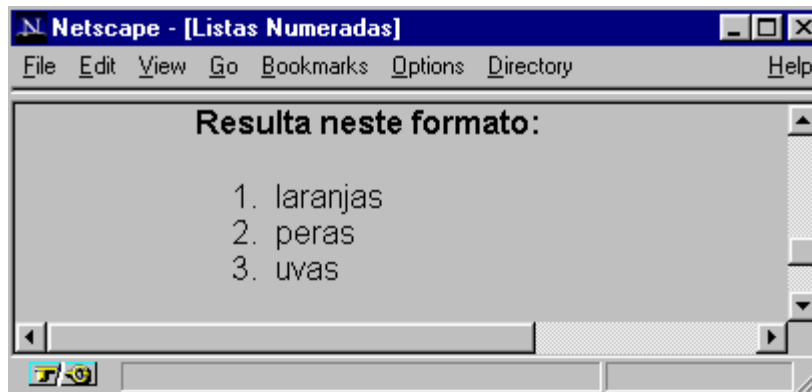 Netscape - [Listas Numeradas]
File Edit View Go Bookmarks Options Directory Help
Resulta neste formato:
1. laranjas
2. peras
3. uvas